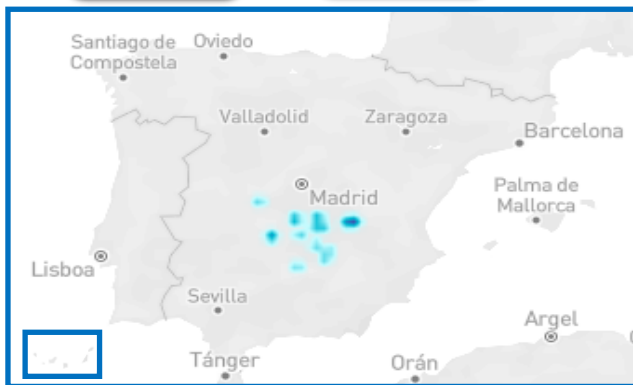 Santiago de
Compostela
Oviedo
Valladolid
Zaragoza
Barcelona
Madrid
Palma de
Mallorca
Lisboa
Sevilla
Argel
Tánger
Orán